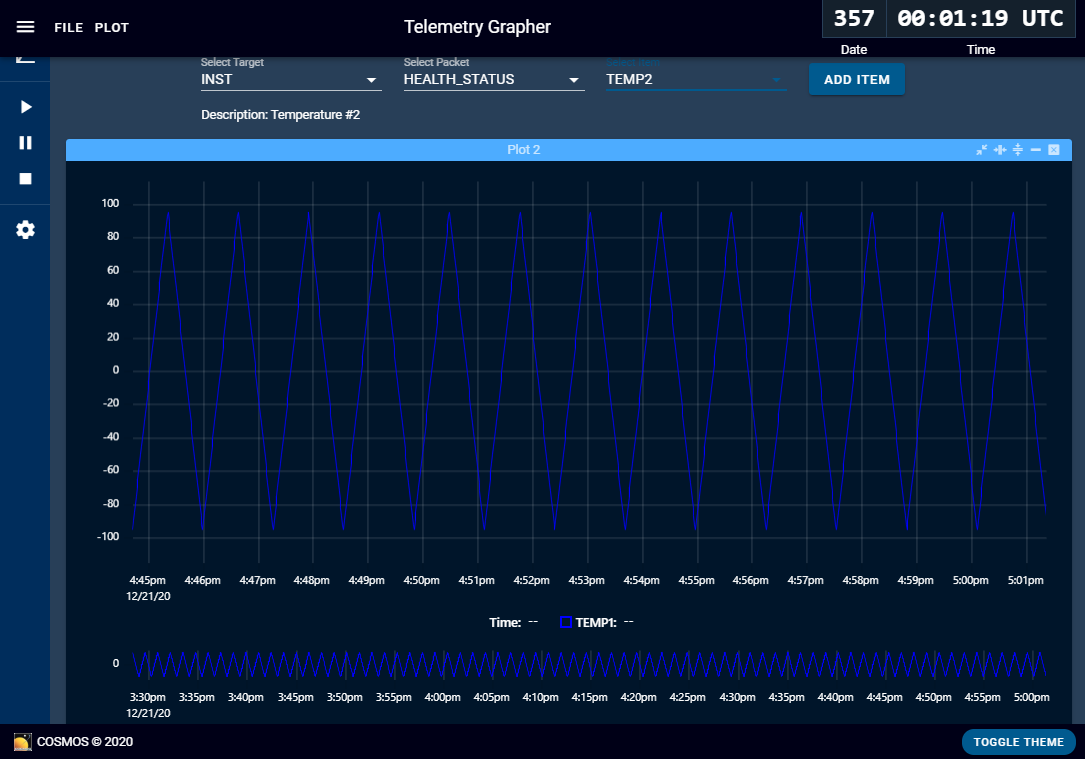 FILE PLOT Telemetry Grapher 357 00:01:19 UTC
Date Time
Select Target Select Packet Select Item
INST HEALTH_STATUS TEMP2 ADD ITEM
Description: Temperature #2
Plot 2
100
80
60
40
20
0
-20
-40
-60
-80
-100
4:45pm 4:46pm 4:47pm 4:48pm 4:49pm 4:50pm 4:51pm 4:52pm 4:53pm 4:54pm 4:55pm 4:56pm 4:57pm 4:58pm 4:59pm 5:00pm 5:01pm
12/21/20
Time: -- TEMP1: --
0
3:30pm 3:35pm 3:40pm 3:45pm 3:50pm 3:55pm 4:00pm 4:05pm 4:10pm 4:15pm 4:20pm 4:25pm 4:30pm 4:35pm 4:40pm 4:45pm 4:50pm 4:55pm 5:00pm
12/21/20
COSMOS © 2020 TOGGLE THEME